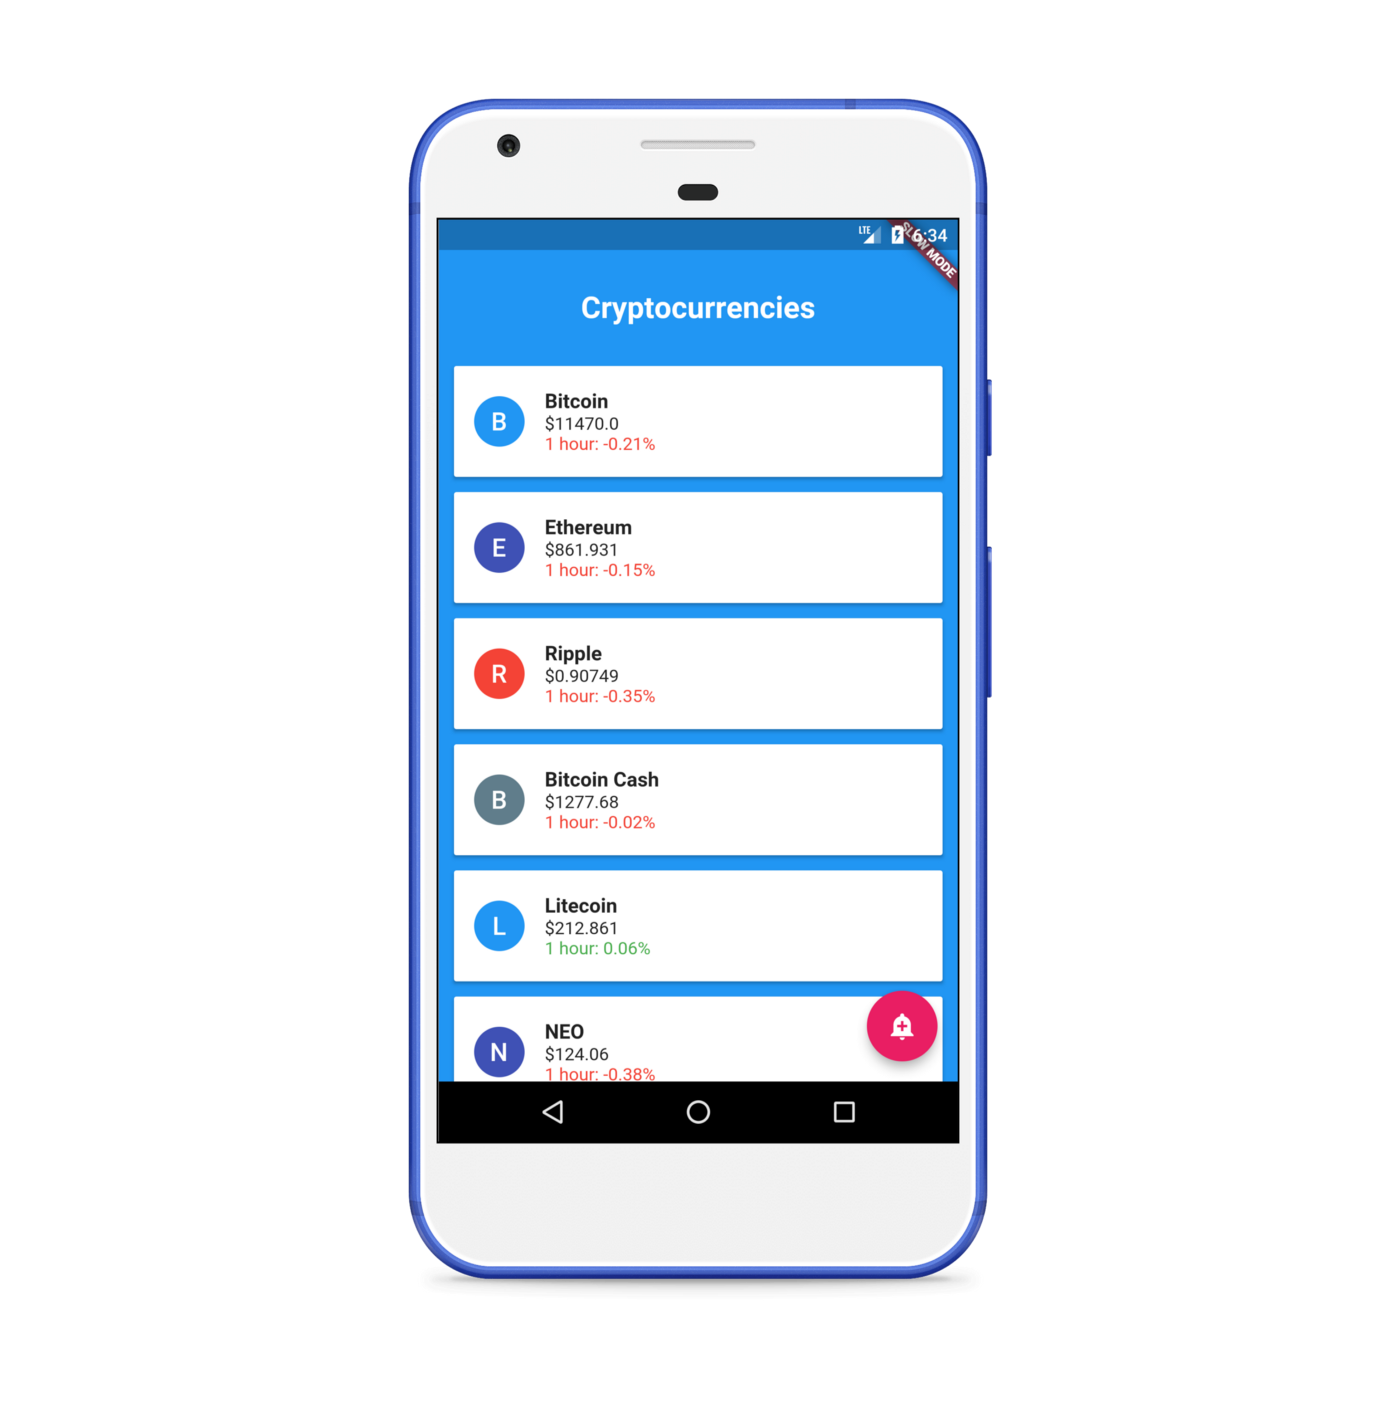 LTE 6:34
SLOW MODE
Cryptocurrencies
B
Bitcoin
$11470.0
1 hour: -0.21%
E
Ethereum
$861.931
1 hour: -0.15%
R
Ripple
$0.90749
1 hour: -0.35%
B
Bitcoin Cash
$1277.68
1 hour: -0.02%
L
Litecoin
$212.861
1 hour: 0.06%
N
NEO
$124.06
1 hour: -0.38%